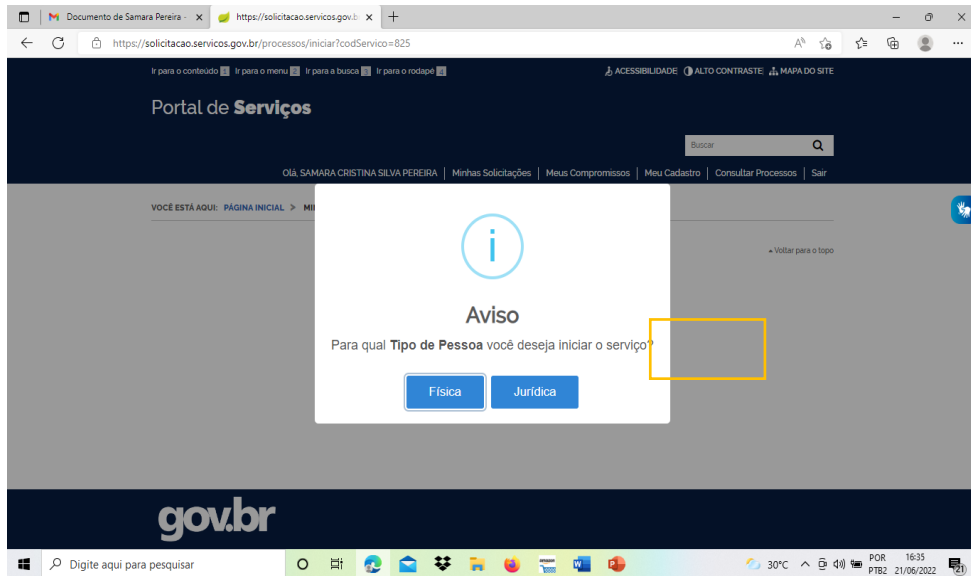 Documento de Samara Pereira -
https://solicitacao.servicos.gov.b
https://solicitacao.servicos.gov.br/processos/iniciar?codServico=825
Ir para o conteúdo 1 Ir para o menu 2 Ir para a busca 3 Ir para o rodapé 4
ACESSIBILIDADE ALTO CONTRASTE MAPA DO SITE
Portal de Serviços
Buscar
Olá, SAMARA CRISTINA SILVA PEREIRA | Minhas Solicitações | Meus Compromissos | Meu Cadastro | Consultar Processos | Sair
VOCÊ ESTÁ AQUI: PÁGINA INICIAL > MI
Voltar para o topo
i
Aviso
Para qual Tipo de Pessoa você deseja iniciar o serviço?
Física Jurídica
gov.br
Digite aqui para pesquisar
30°C
POR 16:35
PTB2 21/06/2022
21